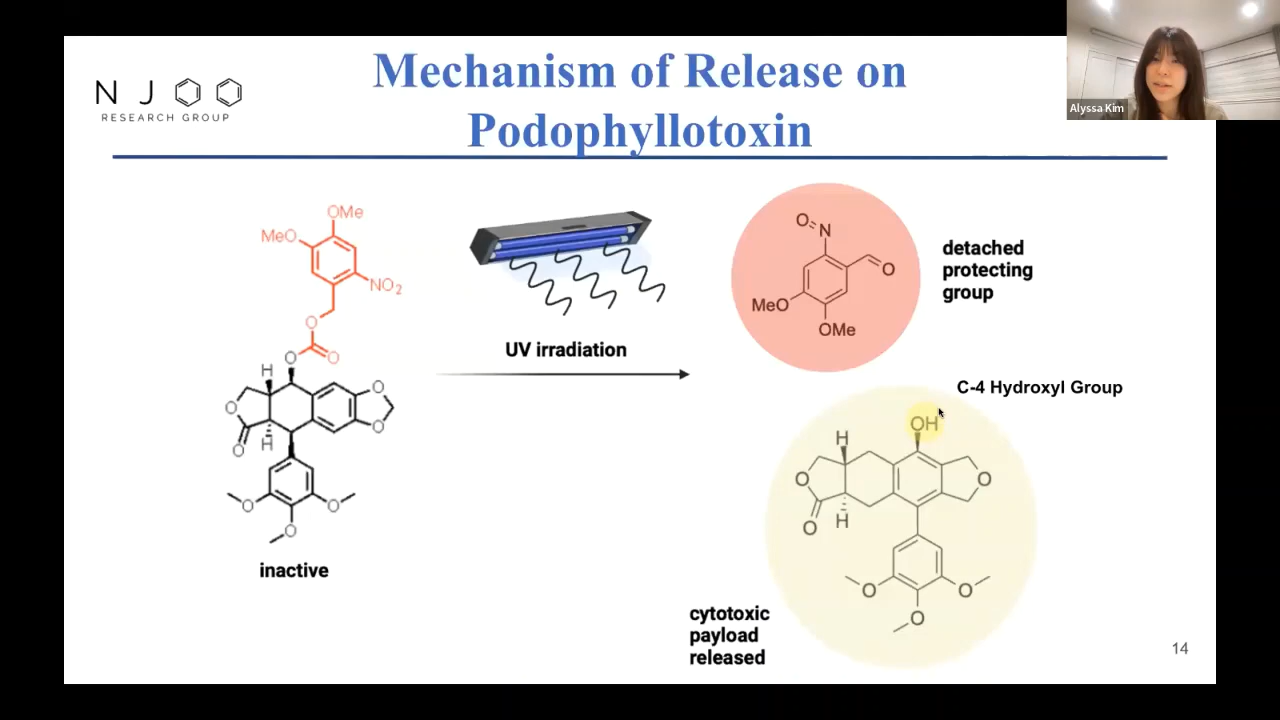 Mechanism of Release on
Podophyllotoxin
N J
RESEARCH GROUP
Alyssa Kim
OMe
MeO
NO2
O
O
O
H
O
O
O
O
H
O
O
O
inactive
UV irradiation
O
N
O
MeO
OMe
detached
protecting
group
C-4 Hydroxyl Group
OH
H
O
O
O
H
O
O
O
cytotoxic
payload
released
14